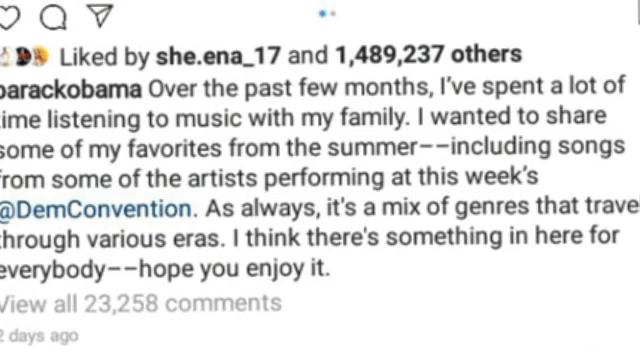 Liked by she.ena_17 and 1,489,237 others
barackobama Over the past few months, I've spent a lot of
time listening to music with my family. I wanted to share
some of my favorites from the summer––including songs
from some of the artists performing at this week's
@DemConvention. As always, it's a mix of genres that travel
through various eras. I think there's something in here for
everybody––hope you enjoy it.
View all 23,258 comments
2 days ago